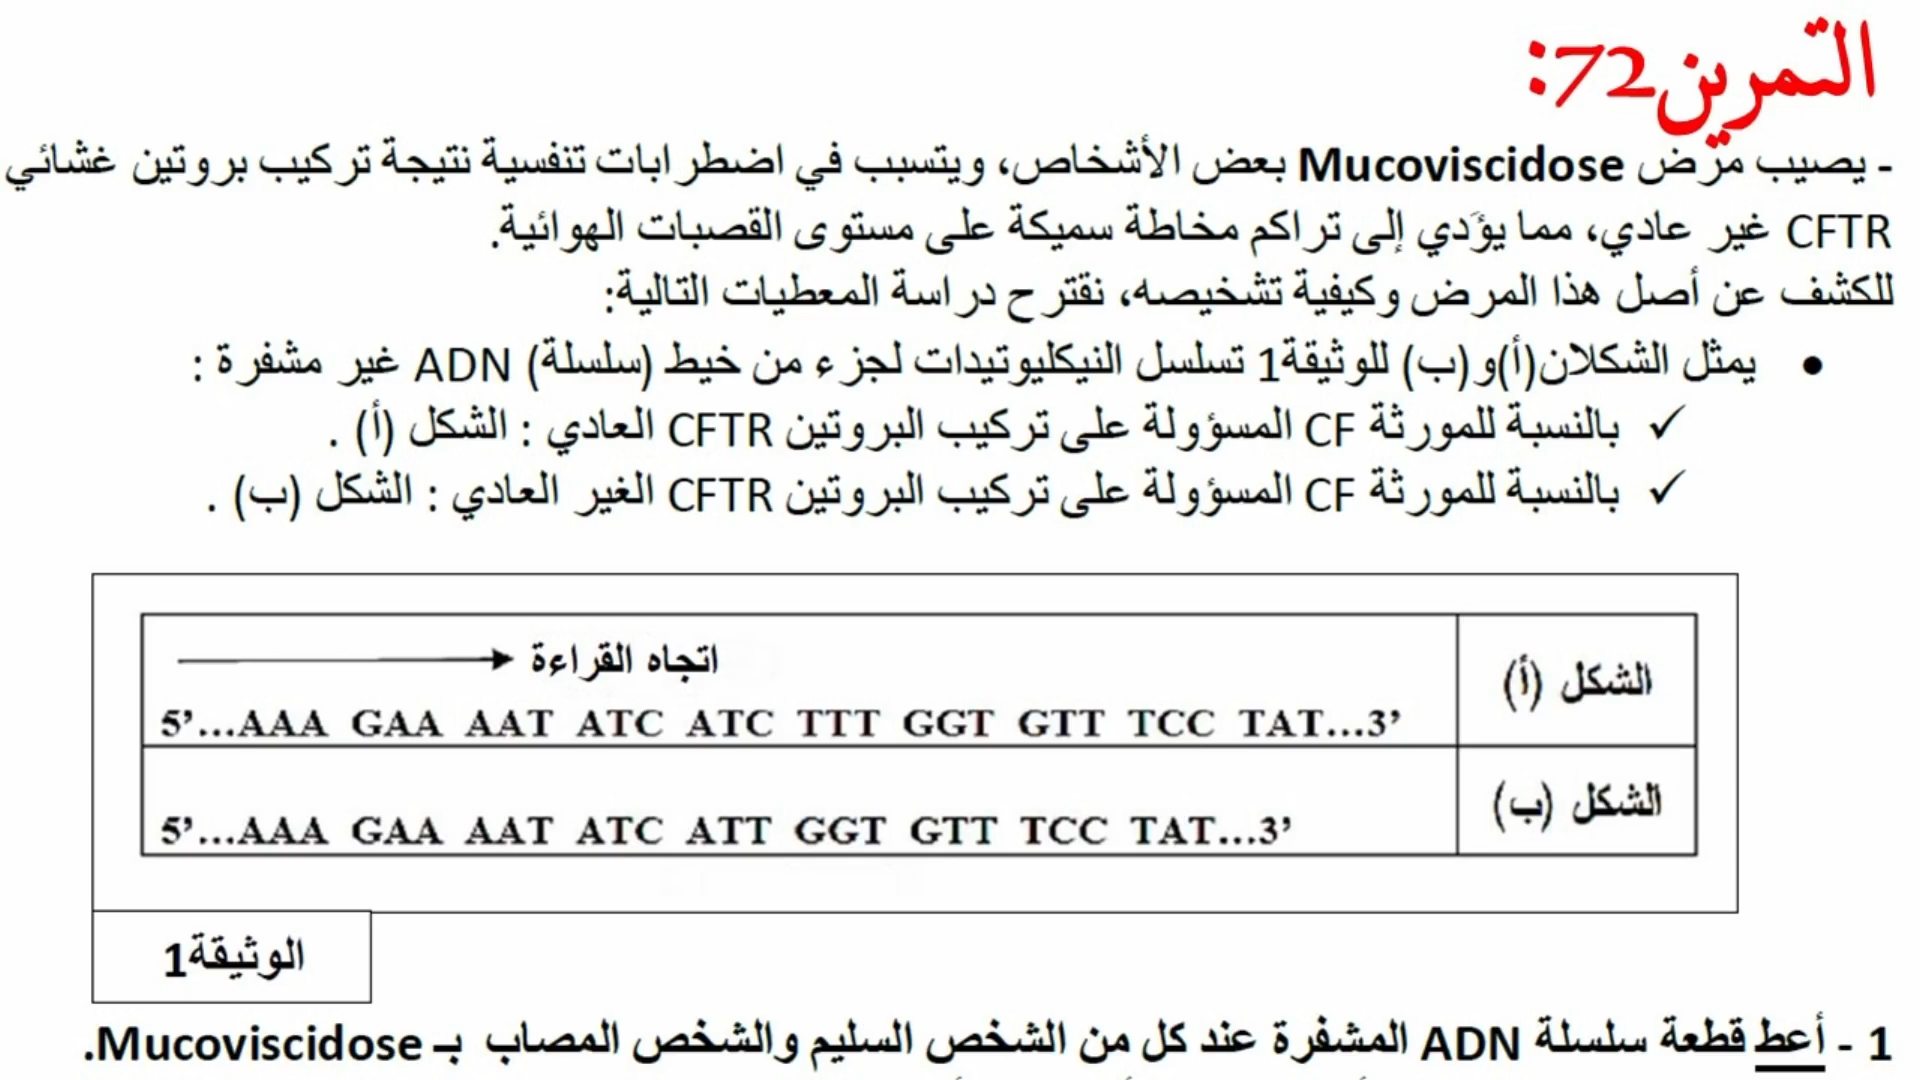 التمرين72:
- يصيب مرض Mucoviscidose بعض الأشخاص، ويتسبب في اضطرابات تنفسية نتيجة تركيب بروتين غشائي
CFTR غير عادي، مما يؤَدي إلى تراكم مخاطة سميكة على مستوى القصبات الهوائية.
للكشف عن أصل هذا المرض وكيفية تشخيصه، نقترح دراسة المعطيات التالية:
• يمثل الشكلان(أ)و(ب) للوثيقة1 تسلسل النيكليوتيدات لجزء من خيط (سلسلة) ADN غير مشفرة :
✓ بالنسبة للمورثة CF المسؤولة على تركيب البروتين CFTR العادي : الشكل (أ) .
✓ بالنسبة للمورثة CF المسؤولة على تركيب البروتين CFTR الغير العادي : الشكل (ب) .
اتجاه القراءة
الشكل (أ)
5’...AAA GAA AAT ATC ATC TTT GGT GTT TCC TAT...3’
الشكل (ب)
5’...AAA GAA AAT ATC ATT GGT GTT TCC TAT...3’
الوثيقة1
1 - أعط قطعة سلسلة ADN المشفرة عند كل من الشخص السليم والشخص المصاب بـ Mucoviscidose.